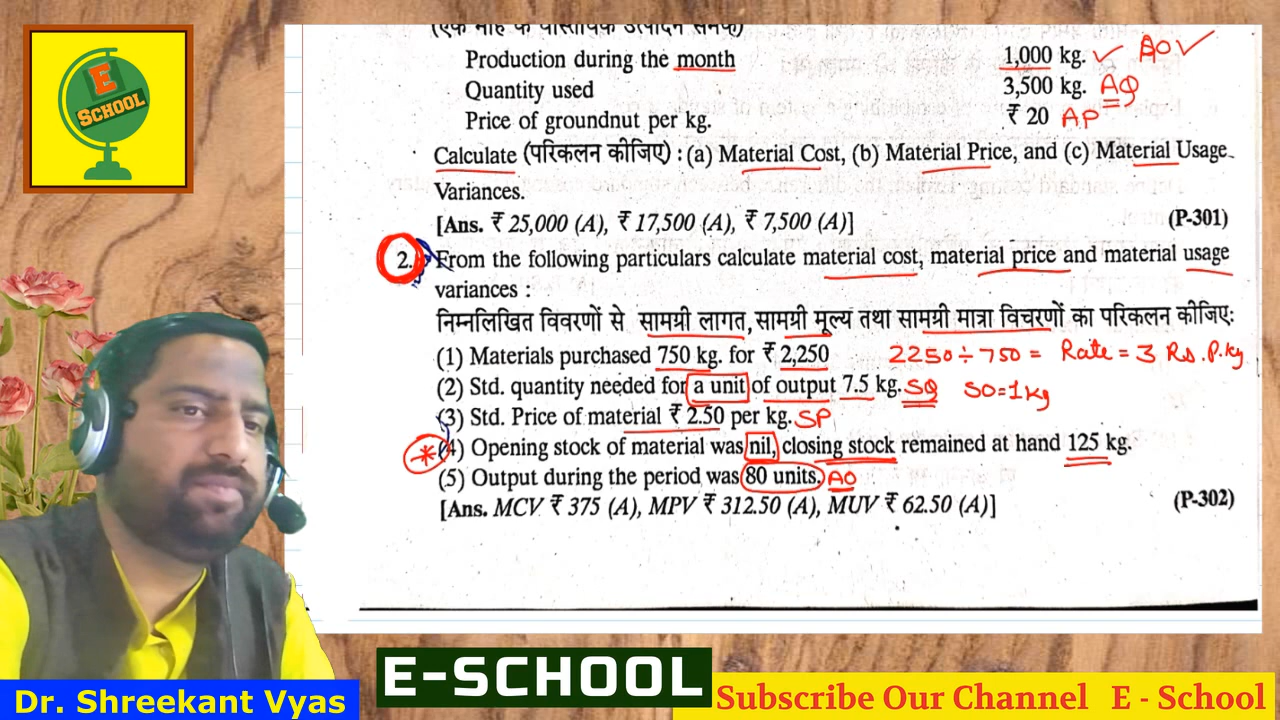 E
SCHOOL
(एक माह के वास्तविक उत्पादन समंक)
Production during the month 1,000 kg. ✓ AO ✓
Quantity used 3,500 kg. AQ
Price of groundnut per kg. ₹ 20 AP
Calculate (परिकलन कीजिए) : (a) Material Cost, (b) Material Price, and (c) Material Usage
Variances.
[Ans. ₹ 25,000 (A), ₹ 17,500 (A), ₹ 7,500 (A)] (P-301)
2. From the following particulars calculate material cost, material price and material usage
variances :
निम्नलिखित विवरणों से सामग्री लागत, सामग्री मूल्य तथा सामग्री मात्रा विचरणों का परिकलन कीजिए:
(1) Materials purchased 750 kg. for ₹ 2,250 2250 ÷ 750 = Rate = 3 Rs. P. kg
(2) Std. quantity needed for a unit of output 7.5 kg. SQ SO = 1 kg
(3) Std. Price of material ₹ 2.50 per kg. SP
(4) Opening stock of material was nil, closing stock remained at hand 125 kg.
(5) Output during the period was 80 units. AO
[Ans. MCV ₹ 375 (A), MPV ₹ 312.50 (A), MUV ₹ 62.50 (A)] (P-302)
E-SCHOOL
Dr. Shreekant Vyas
Subscribe Our Channel E - School